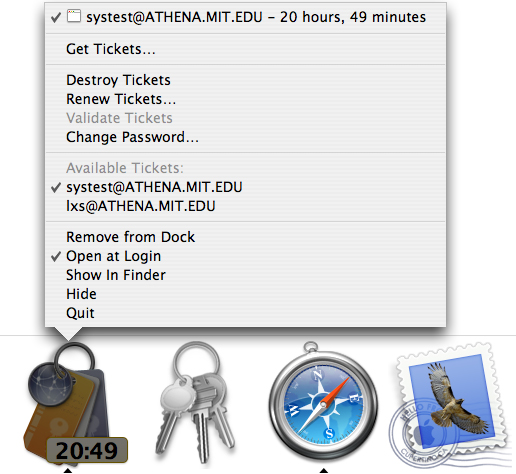 systest@ATHENA.MIT.EDU – 20 hours, 49 minutes
Get Tickets...
Destroy Tickets
Renew Tickets...
Validate Tickets
Change Password...
Available Tickets:
systest@ATHENA.MIT.EDU
lxs@ATHENA.MIT.EDU
Remove from Dock
Open at Login
Show In Finder
Hide
Quit
20:49
N
E
S
W
CUPERTINO